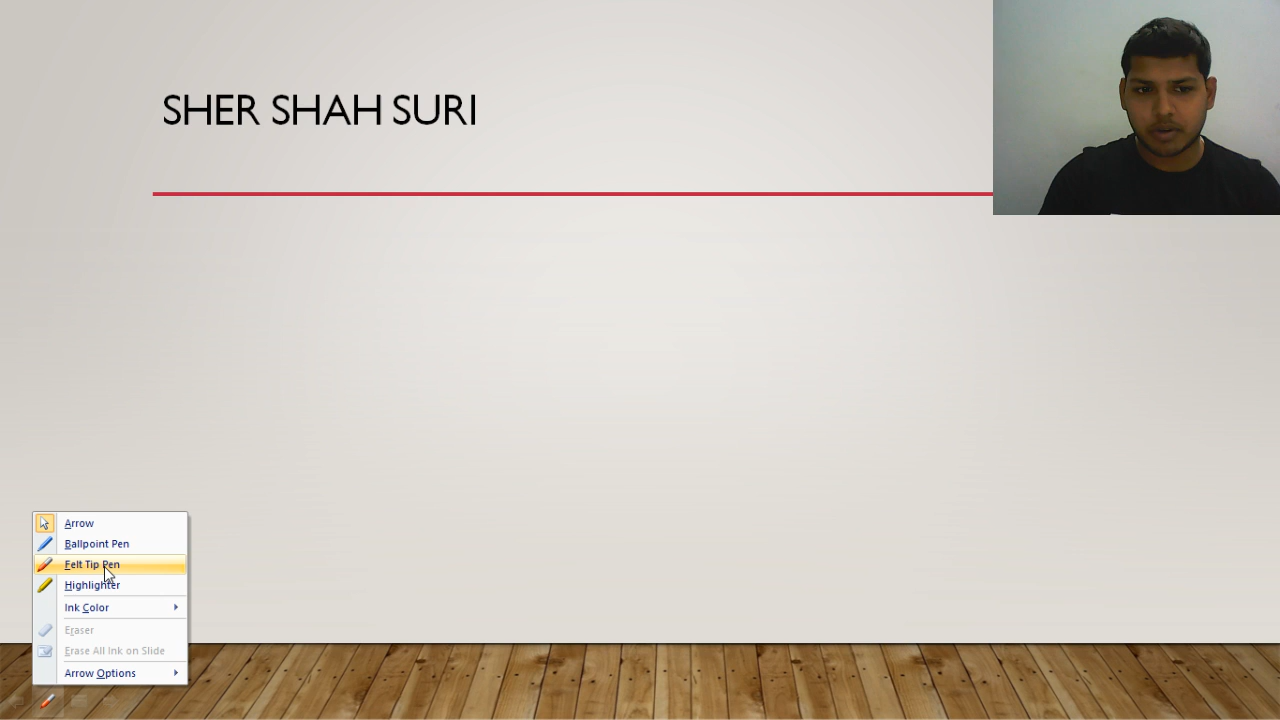 SHER SHAH SURI
Arrow
Ballpoint Pen
Felt Tip Pen
Highlighter
Ink Color
Eraser
Erase All Ink on Slide
Arrow Options